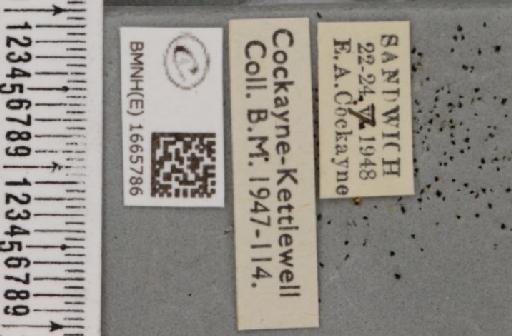 SANDWICH
22-24.V.1948
E. A. Cockayne
Cockayne-Kettlewell
Coll. B.M. 1947-114.
BMNH(E) 1665786
123456789 123456789